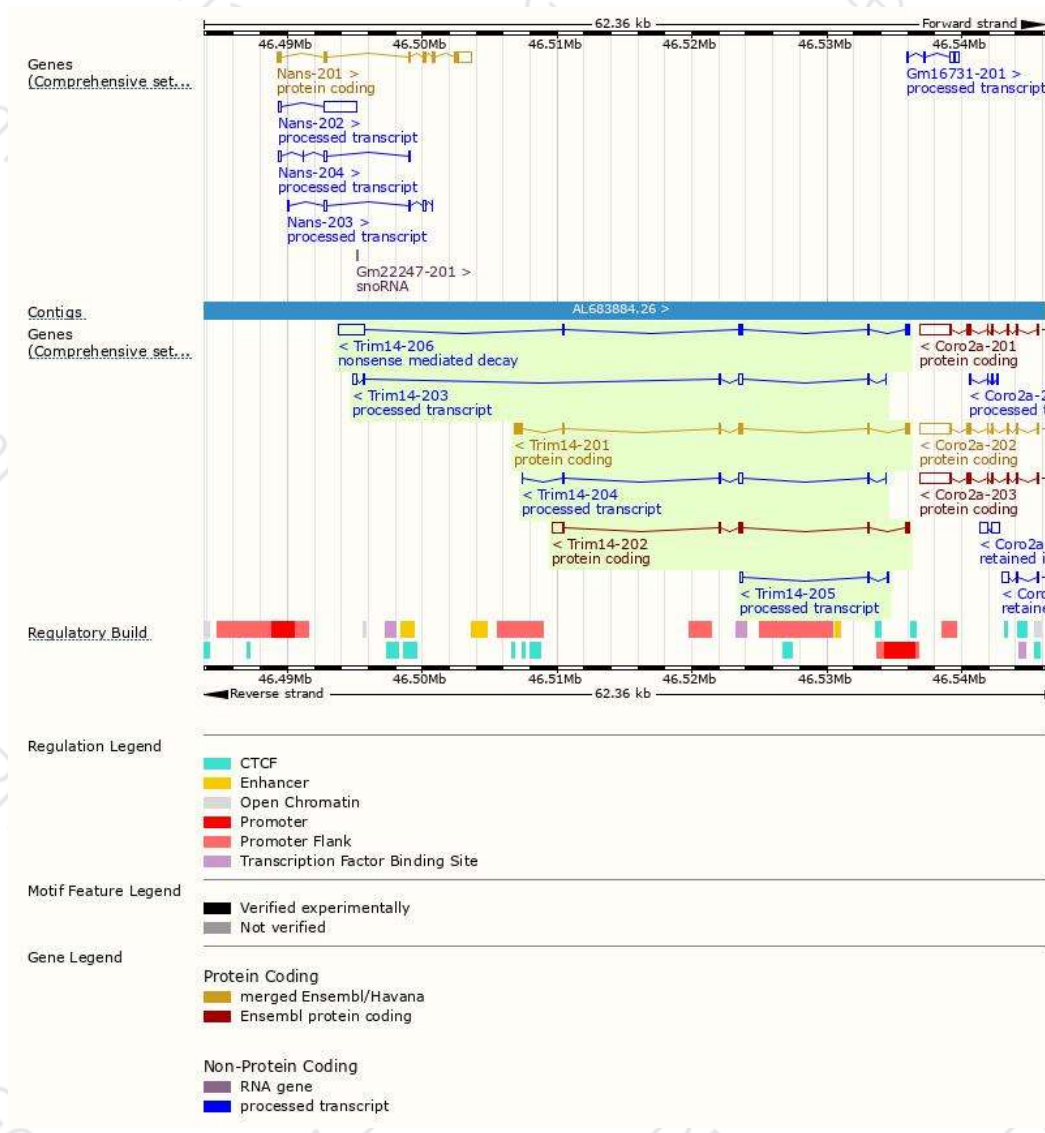 62.36 kb
Forward strand
46.49Mb 46.50Mb 46.51Mb 46.52Mb 46.53Mb 46.54Mb
Genes
(Comprehensive set...
Nans-201 >
protein coding
Gm16731-201 >
processed transcript
Nans-202 >
processed transcript
Nans-204 >
processed transcript
Nans-203 >
processed transcript
Gm22247-201 >
snoRNA
Contigs
AL683884.26 >
Genes
(Comprehensive set...
< Trim14-206
nonsense mediated decay
< Coro2a-201
protein coding
< Trim14-203
processed transcript
< Coro2a-2
processed t
< Trim14-201
protein coding
< Coro2a-202
protein coding
< Trim14-204
processed transcript
< Coro2a-203
protein coding
< Trim14-202
protein coding
< Coro2a
retained i
< Trim14-205
processed transcript
< Coro
retaine
Regulatory Build
46.49Mb 46.50Mb 46.51Mb 46.52Mb 46.53Mb 46.54Mb
Reverse strand
62.36 kb
Regulation Legend
CTCF
Enhancer
Open Chromatin
Promoter
Promoter Flank
Transcription Factor Binding Site
Motif Feature Legend
Verified experimentally
Not verified
Gene Legend
Protein Coding
merged Ensembl/Havana
Ensembl protein coding
Non-Protein Coding
RNA gene
processed transcript